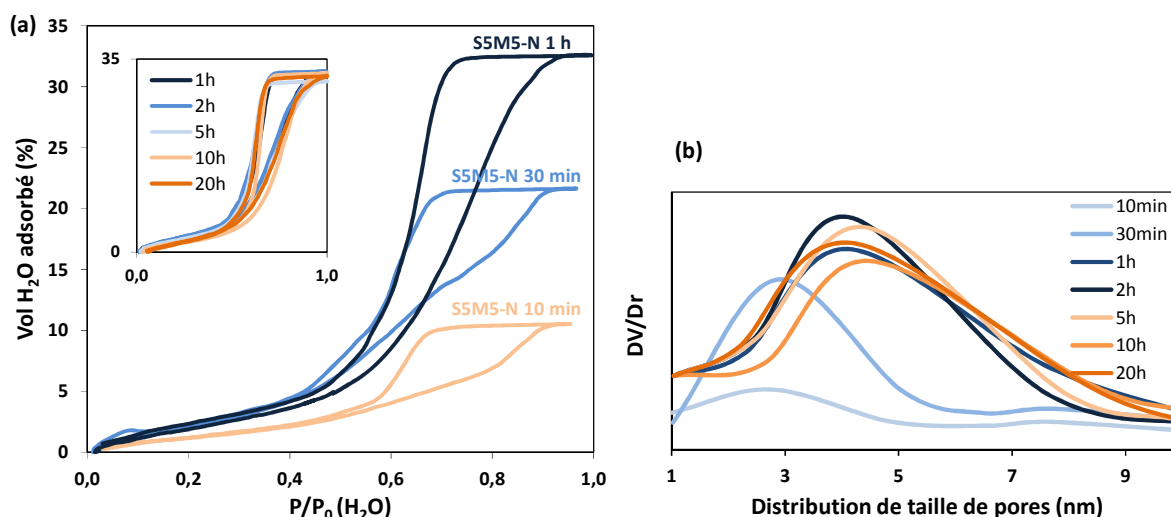 (a)
Vol H2O adsorbé (%)
35
30
25
20
15
10
5
0
0,0
0,2
0,4
0,6
0,8
1,0
P/P0 (H2O)
S5M5-N 1 h
S5M5-N 30 min
S5M5-N 10 min
35
0
0,0
1,0
1h
2h
5h
10h
20h
(b)
DV/Dr
10min
30min
1h
2h
5h
10h
20h
1
3
5
7
9
Distribution de taille de pores (nm)